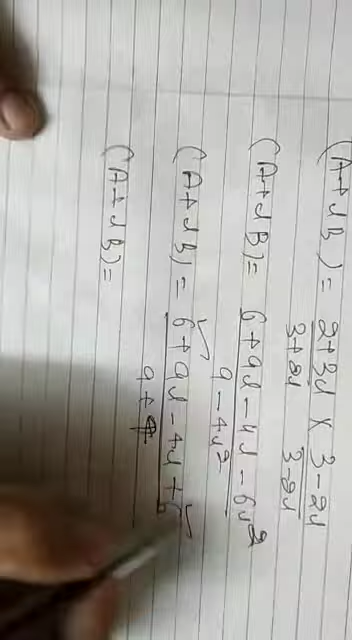 (A+iB) = 2+3i/3+2i × 3-2i/3-2i
(A+iB) = 6+9i-4i-6i²/9-4i²
(A+iB) = 6+9i-4i+6/9+4
(A+iB) =